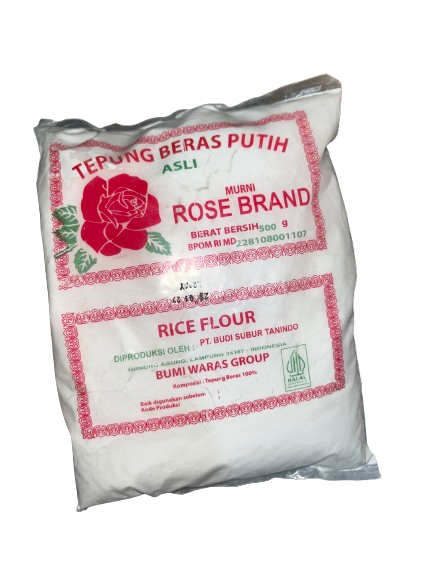 TEPUNG BERAS PUTIH
ASLI
MURNI
ROSE BRAND
BERAT BERSIH 500 g
BPOM RI MD 228108001107
RICE FLOUR
DIPRODUKSI OLEH : PT. BUDI SUBUR TANINDO
GUNUNG AGUNG, LAMPUNG 34167 - INDONESIA
BUMI WARAS GROUP
Komposisi : Tepung Beras 100%
HALAL
INDONESIA
Baik digunakan sebelum :
Kode Produksi :